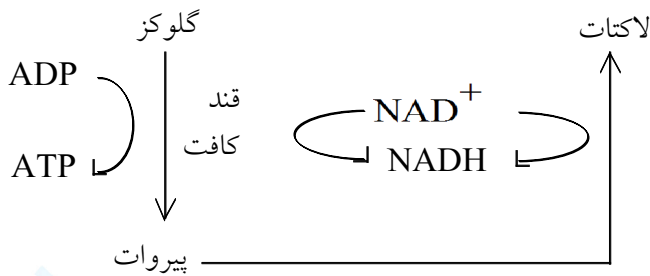 گلوکز
لاکتات
ADP
ATP
قند
کافت
NAD+
NADH
پیروات